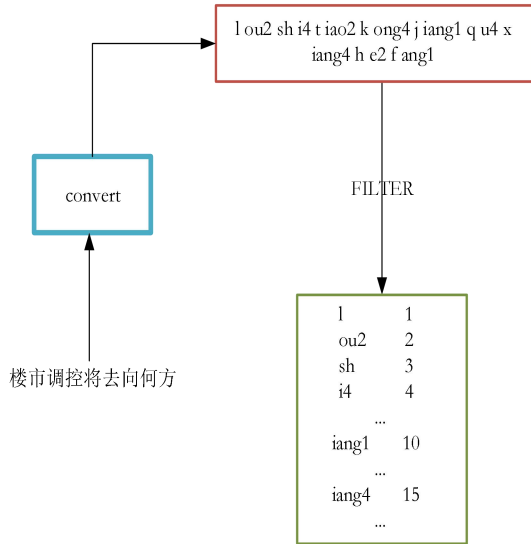 l ou2 sh i4 t iao2 k ong4 j iang1 q u4 x
iang4 h e2 f ang1
convert
FILTER
楼市调控将去向何方
l 1
ou2 2
sh 3
i4 4
...
iang1 10
...
iang4 15
...